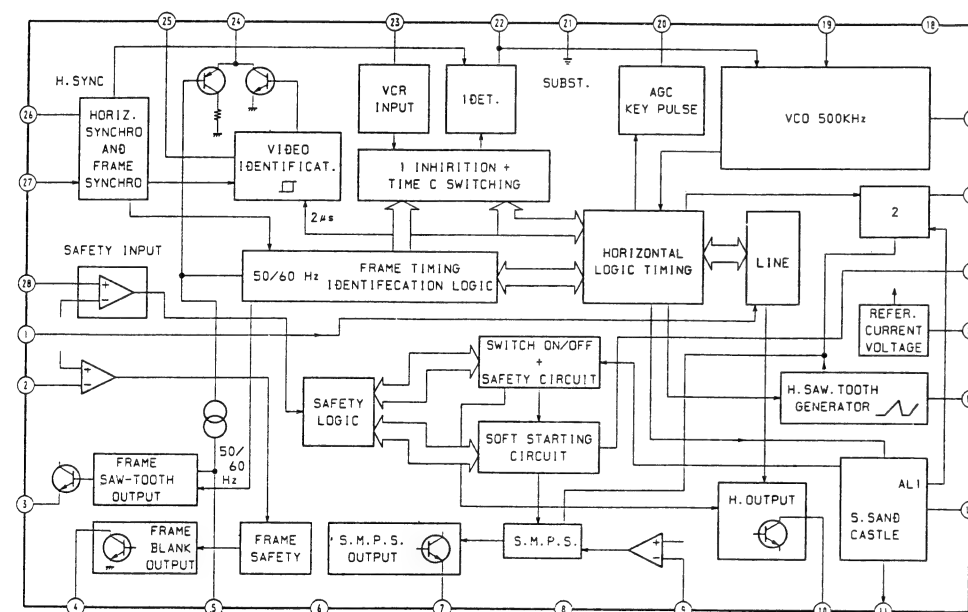 25
24
23
22
21
20
19
18
H.SYNC
SUBST.
26
HORIZ.
SYNCHRO
AND
FRAME
SYNCHRO
27
VIDEO
IDENTIFICAT.
VCR
INPUT
1 DET.
AGC
KEY PULSE
VCO 500KHz
1 INHIRITION +
TIME C SWITCHING
2µs
2
SAFETY INPUT
28
+
-
50/60 Hz
FRAME TIMING
IDENTIFECATION LOGIC
HORIZONTAL
LOGIC TIMING
LINE
REFER.
CURRENT
VOLTAGE
1
2
+
-
SAFETY
LOGIC
SWITCH ON/OFF
+
SAFETY CIRCUIT
SOFT STARTING
CIRCUIT
H.SAW.TOOTH
GENERATOR
50/
60
Hz
FRAME
SAW-TOOTH
OUTPUT
3
FRAME
BLANK
OUTPUT
FRAME
SAFETY
S.M.P.S.
OUTPUT
S.M.P.S.
+
-
H.OUTPUT
AL1
S.SAND
CASTLE
4
5
6
7
8
9
10
11